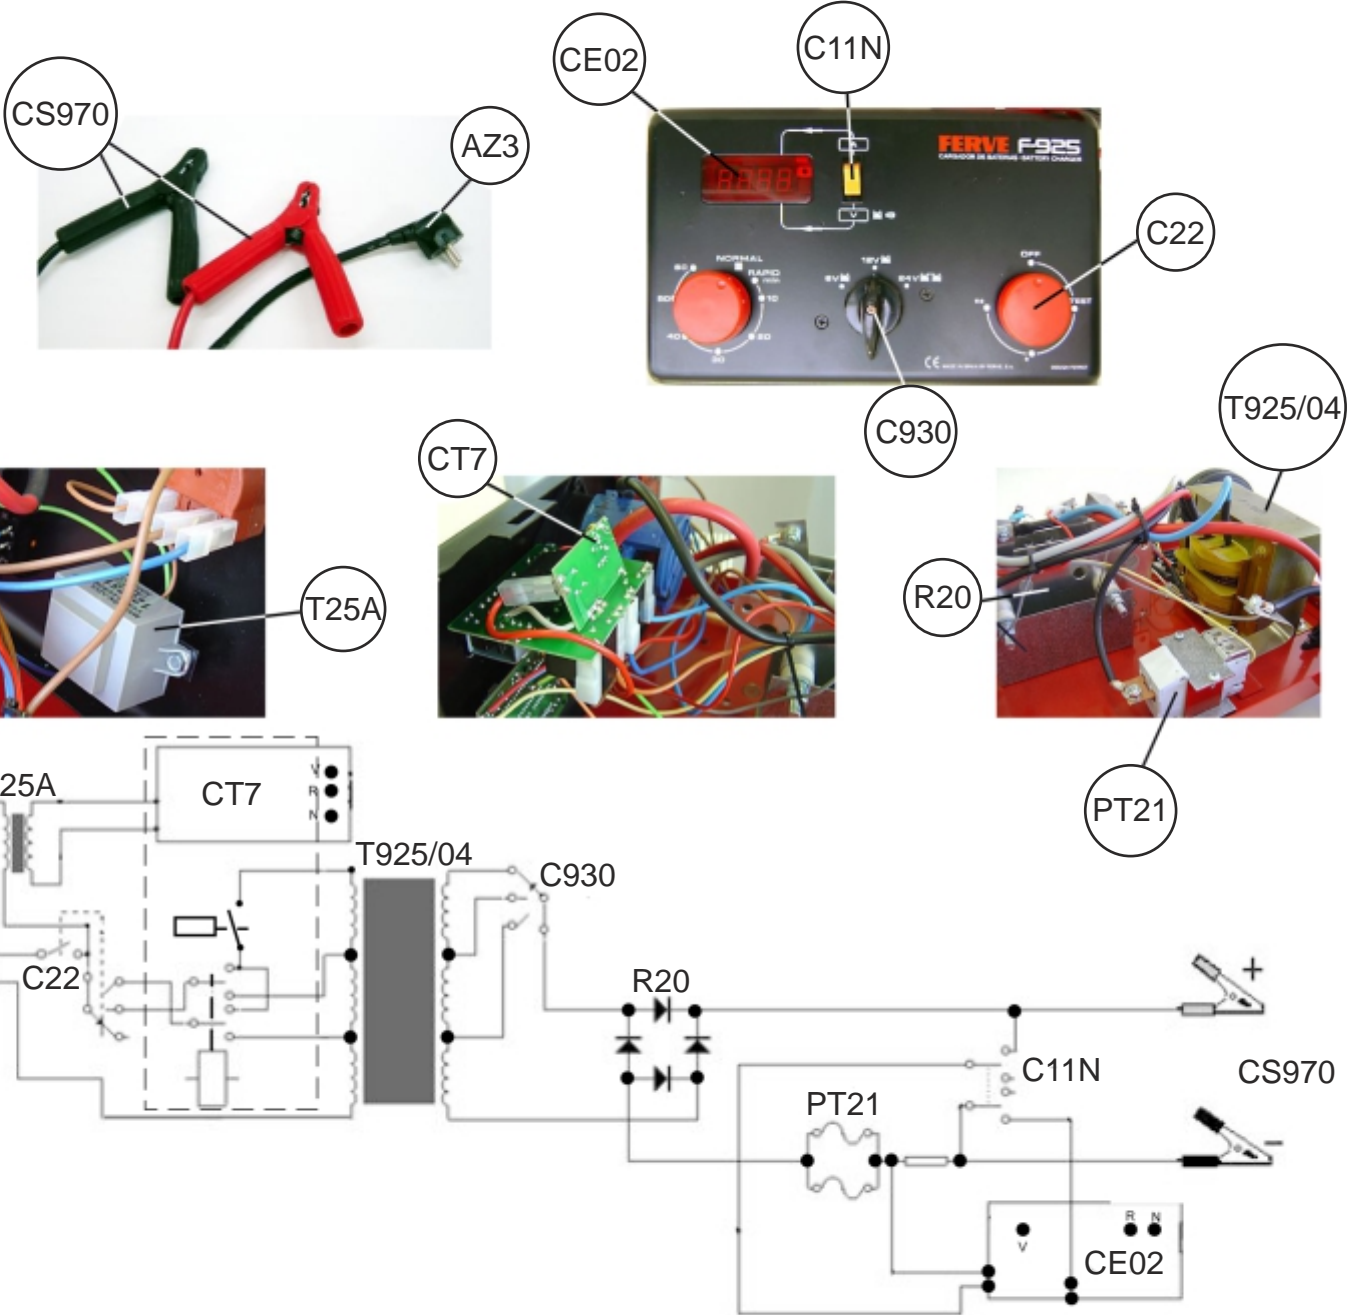 CE02
C11N
CS970
AZ3
FERVE F-925
CARGADOR DE BATERIAS - BATTERY CHARGER
C22
A
V
NORMAL
RAPID
min.
10
20
30
40
50
60
6V
12V
24V
OFF
TEST
CE
C930
T925/04
CT7
R20
T25A
PT21
25A
CT7
V
R
N
T925/04
C930
C22
R20
+
C11N
CS970
PT21
−
R N
V
CE02